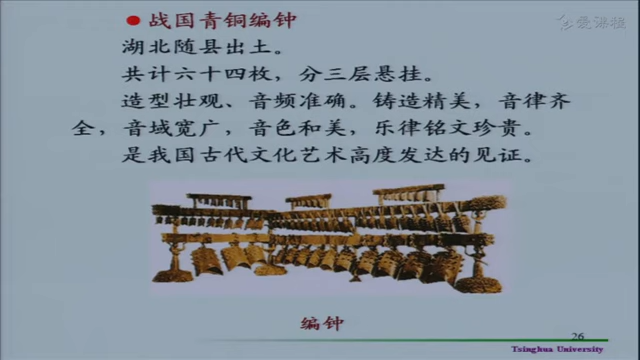 爱课程
战国青铜编钟
湖北随县出土。
共计六十四枚，分三层悬挂。
造型壮观、音频准确。铸造精美，音律齐
全，音域宽广，音色和美，乐律铭文珍贵。
是我国古代文化艺术高度发达的见证。
编钟
26
Tsinghua University